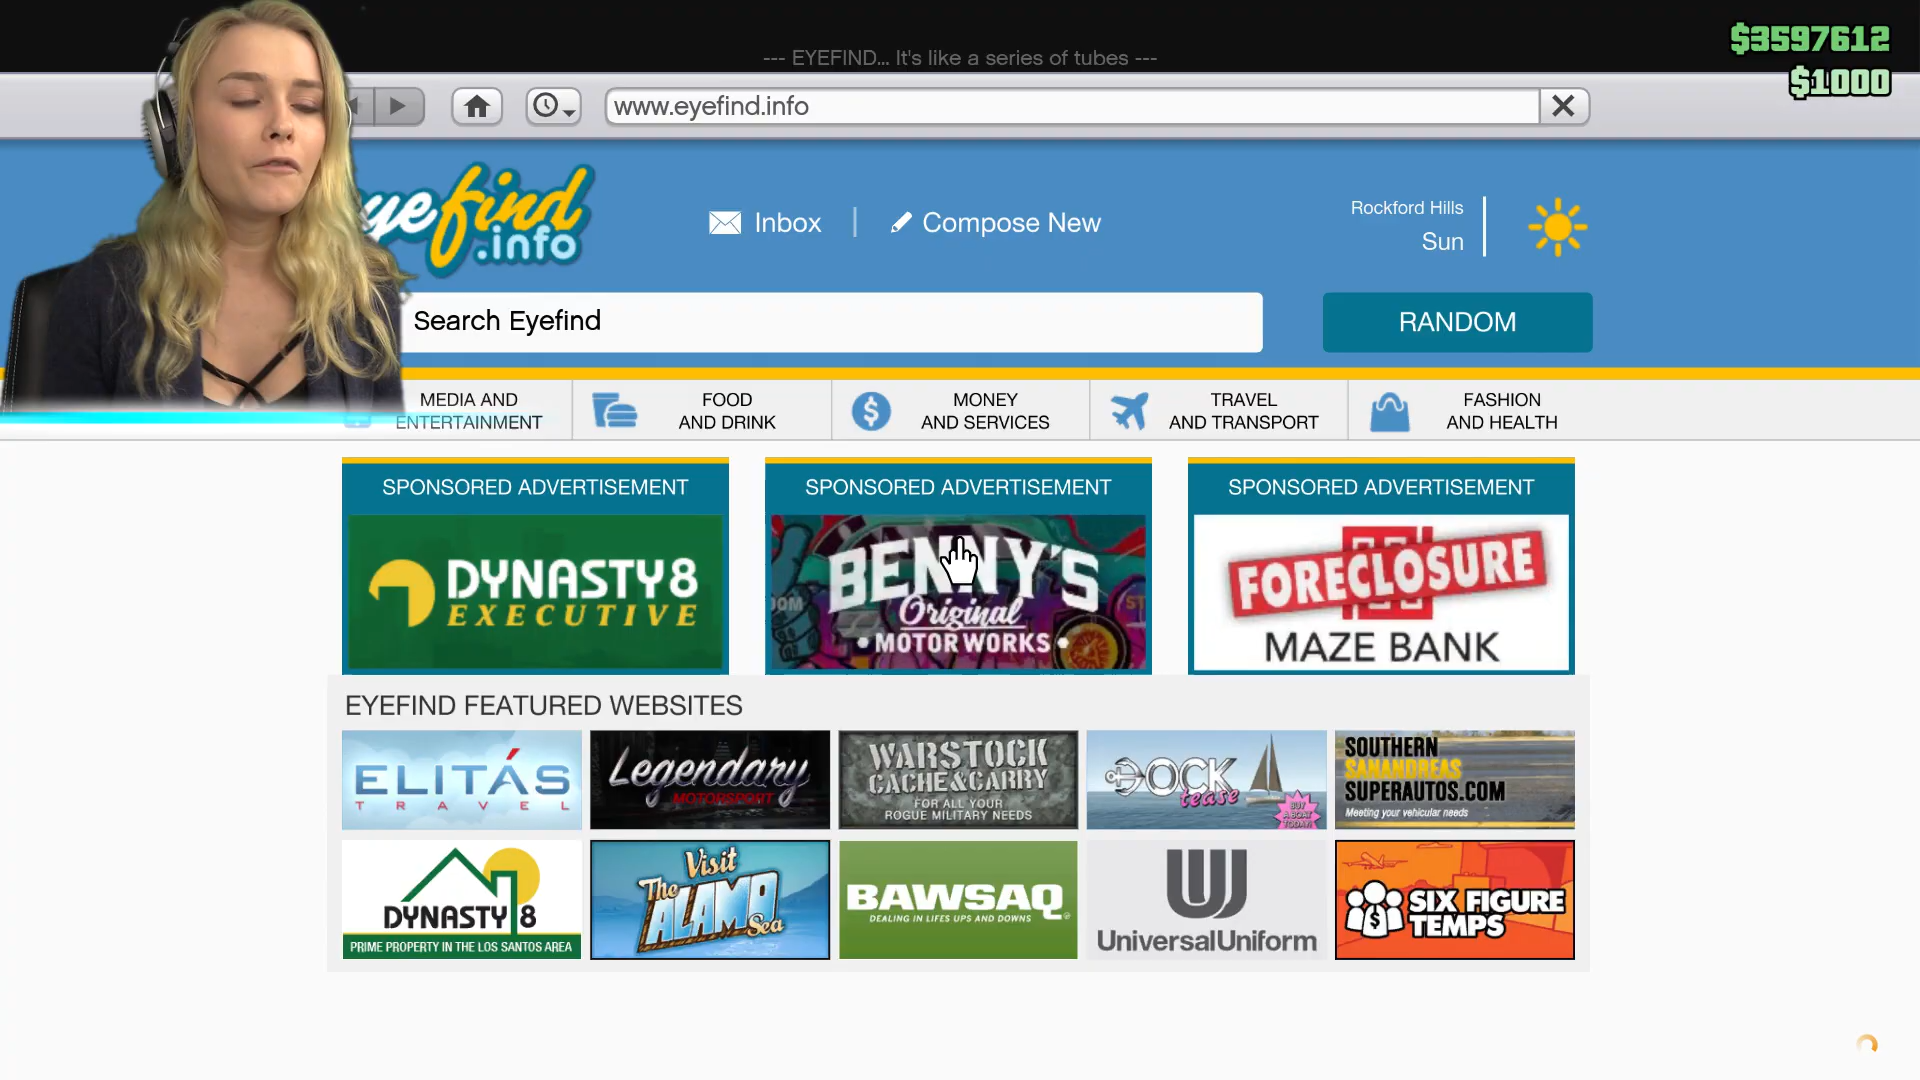 --- EYEFIND... It's like a series of tubes ---
$3597612
$1000
www.eyefind.info
eyefind
.info
Inbox
Compose New
Rockford Hills
Sun
Search Eyefind
RANDOM
MEDIA AND
ENTERTAINMENT
FOOD
AND DRINK
MONEY
AND SERVICES
TRAVEL
AND TRANSPORT
FASHION
AND HEALTH
SPONSORED ADVERTISEMENT
DYNASTY 8
EXECUTIVE
SPONSORED ADVERTISEMENT
BENNY'S
Original
• MOTOR WORKS •
SPONSORED ADVERTISEMENT
FORECLOSURE
MAZE BANK
EYEFIND FEATURED WEBSITES
ELITÁS
TRAVEL
Legendary
MOTORSPORT
WARSTOCK
CACHE & CARRY
FOR ALL YOUR
ROGUE MILITARY NEEDS
DOCK
tease
BUY
A BOAT
TODAY!
SOUTHERN
SANANDREAS
SUPERAUTOS.COM
Meeting your vehicular needs
DYNASTY 8
PRIME PROPERTY IN THE LOS SANTOS AREA
Visit
The
ALAMO
Sea
BAWSAQ
DEALING IN LIFES UPS AND DOWNS
UniversalUniform
SIX FIGURE
TEMPS